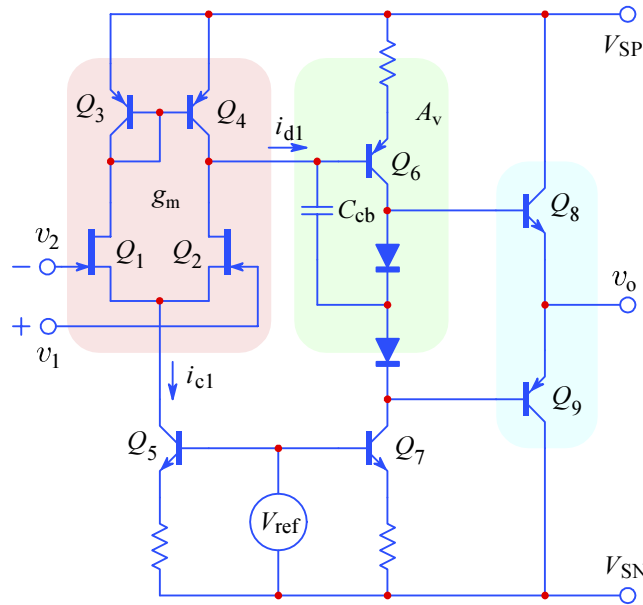 V_SP
Q_3
Q_4
i_d1
A_v
Q_6
g_m
C_cb
Q_8
v_2
−
Q_1
Q_2
v_o
+
v_1
i_c1
Q_9
Q_5
Q_7
V_ref
V_SN